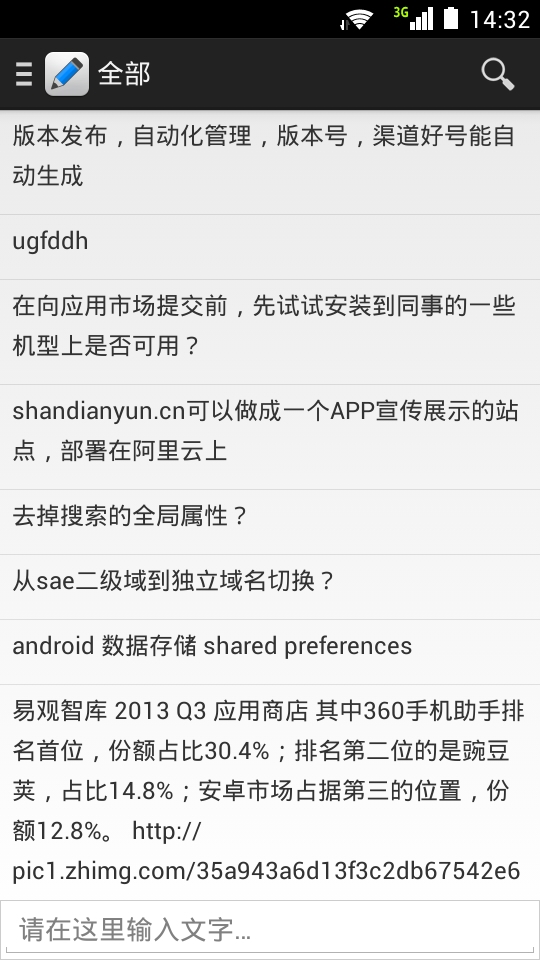 3G
14:32
全部
版本发布，自动化管理，版本号，渠道好号能自
动生成
ugfddh
在向应用市场提交前，先试试安装到同事的一些
机型上是否可用？
shandianyun.cn可以做成一个APP宣传展示的站
点，部署在阿里云上
去掉搜索的全局属性？
从sae二级域到独立域名切换？
android 数据存储 shared preferences
易观智库 2013 Q3 应用商店 其中360手机助手排
名首位，份额占比30.4%；排名第二位的是豌豆
荚，占比14.8%；安卓市场占据第三的位置，份
额12.8%。 http://
pic1.zhimg.com/35a943a6d13f3c2db67542e6
请在这里输入文字...